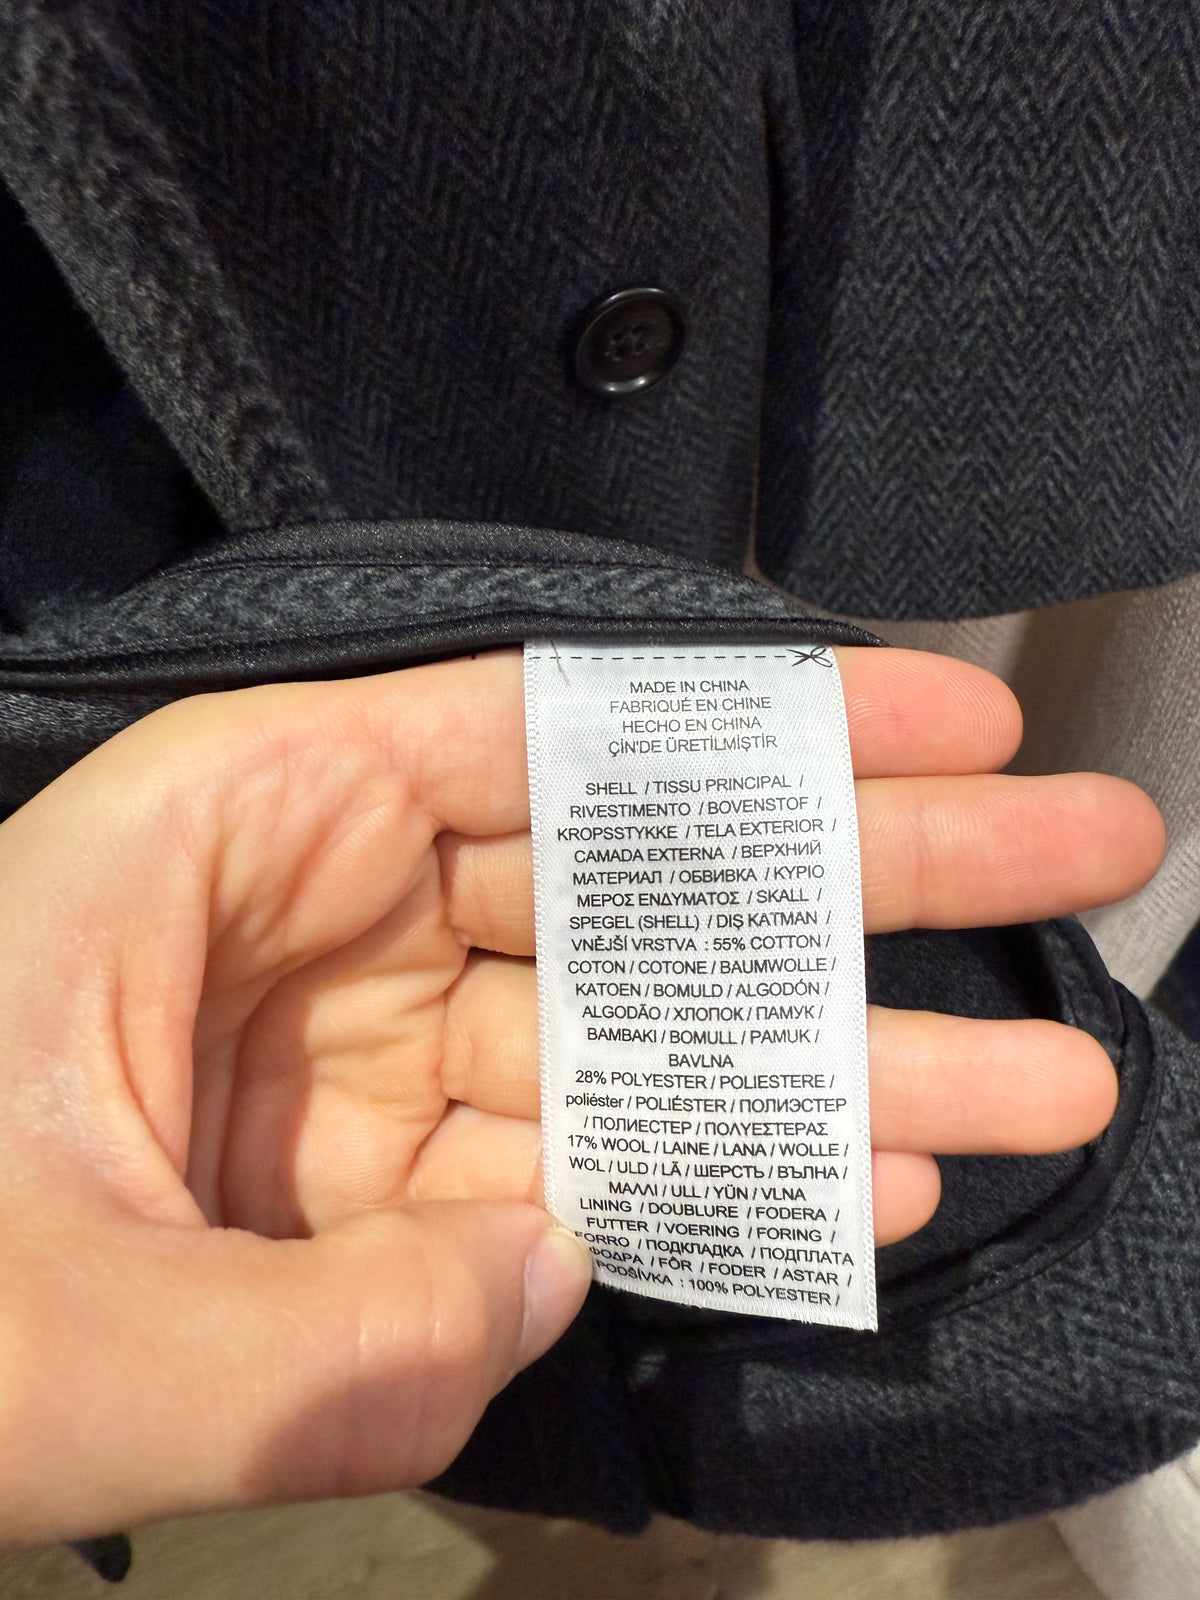 MADE IN CHINA
FABRIQUÉ EN CHINE
HECHO EN CHINA
ÇİN'DE ÜRETİLMİŞTİR
SHELL / TISSU PRINCIPAL /
RIVESTIMENTO / BOVENSTOF /
KROPSSTYKKE / TELA EXTERIOR /
CAMADA EXTERNA / ВЕРХНИЙ
МАТЕРИАЛ / ОБВИВКА / ΚΥΡΙΟ
ΜΕΡΟΣ ΕΝΔΥΜΑΤΟΣ / SKALL /
SPEGEL (SHELL) / DIŞ KATMAN /
VNĚJŠÍ VRSTVA : 55% COTTON /
COTON / COTONE / BAUMWOLLE /
KATOEN / BOMULD / ALGODÓN /
ALGODÃO / ХЛОПОК / ПАМУК /
BAMBAKI / BOMULL / PAMUK /
BAVLNA
28% POLYESTER / POLIESTERE /
poliéster / POLIÉSTER / ПОЛИЭСТЕР
/ ПОЛИЕСТЕР / ΠΟΛΥΕΣΤΕΡΑΣ
17% WOOL / LAINE / LANA / WOLLE /
WOL / ULD / LÃ / ШЕРСТЬ / ВЪЛНА /
ΜΑΛΛΙ / ULL / YÜN / VLNA
LINING / DOUBLURE / FODERA /
FUTTER / VOERING / FORING /
FORRO / ПОДКЛАДКА / ПОДПЛАТА
ΦΟΔΡΑ / FÔR / FODER / ASTAR /
PODŠÍVKA : 100% POLYESTER /